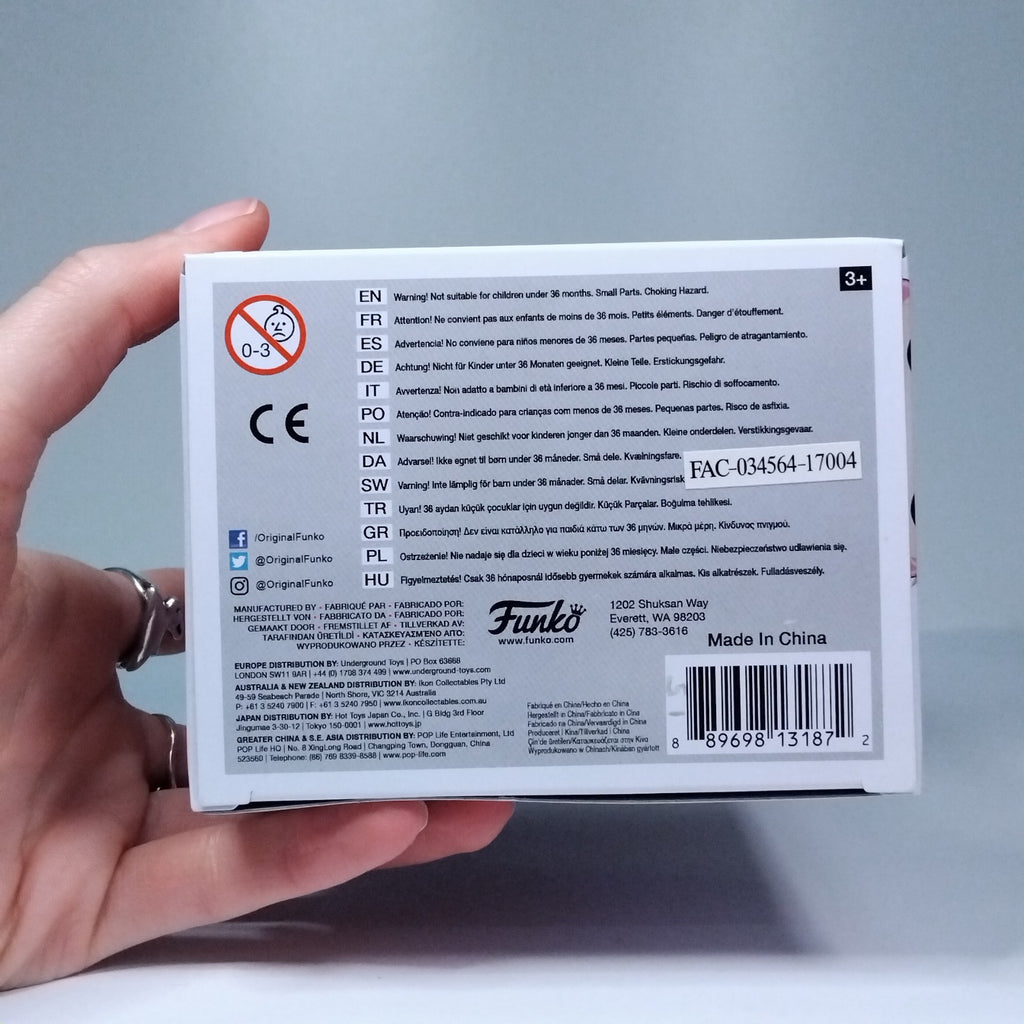 3+
0-3
CE
EN Warning! Not suitable for children under 36 months. Small Parts. Choking Hazard.
FR Attention! Ne convient pas aux enfants de moins de 36 mois. Petits éléments. Danger d'étouffement.
ES Advertencia! No conviene para niños menores de 36 meses. Partes pequeñas. Peligro de atragantamiento.
DE Achtung! Nicht für Kinder unter 36 Monaten geeignet. Kleine Teile. Erstickungsgefahr.
IT Avvertenza! Non adatto a bambini di età inferiore a 36 mesi. Piccole parti. Rischio di soffocamento.
PO Atenção! Contra-indicado para crianças com menos de 36 meses. Pequenas partes. Risco de asfixia.
NL Waarschuwing! Niet geschikt voor kinderen jonger dan 36 maanden. Kleine onderdelen. Verstikkingsgevaar.
DA Advarsel! Ikke egnet til børn under 36 måneder. Små dele. Kvælningsfare.
FAC-034564-17004
SW Varning! Inte lämplig för barn under 36 månader. Små delar. Kvävningsrisk
TR Uyarı! 36 aydan küçük çocuklar için uygun değildir. Küçük Parçalar. Boğulma tehlikesi.
GR Προειδοποίηση! Δεν είναι κατάλληλο για παιδιά κάτω των 36 μηνών. Μικρά μέρη. Κίνδυνος πνιγμού.
PL Ostrzeżenie! Nie nadaje się dla dzieci w wieku poniżej 36 miesięcy. Małe części. Niebezpieczeństwo udławienia się.
HU Figyelmeztetés! Csak 36 hónaposnál idősebb gyermekek számára alkalmas. Kis alkatrészek. Fulladásveszély.
/OriginalFunko
@OriginalFunko
@OriginalFunko
MANUFACTURED BY - FABRIQUÉ PAR - FABRICADO POR:
HERGESTELLT VON - FABBRICATO DA - FABRICADO POR:
GEMAAKT DOOR - FREMSTILLET AF - TILLVERKAD AV:
TARAFINDAN ÜRETİLDİ - ΚΑΤΑΣΚΕΥΑΣΜΈΝΟ ΑΠΌ:
WYPRODUKOWANO PRZEZ - KÉSZÍTETTE:
Funko
www.funko.com
1202 Shuksan Way
Everett, WA 98203
(425) 783-3616
Made In China
EUROPE DISTRIBUTION BY: Underground Toys | PO Box 63668
LONDON SW11 9AR | +44 (0) 1708 374 499 | www.underground-toys.com
AUSTRALIA & NEW ZEALAND DISTRIBUTION BY: Ikon Collectables Pty Ltd
49-59 Seabeach Parade | North Shore, VIC 3214 Australia
P: +61 3 5240 7900 | F: +61 3 5240 7950 | www.ikoncollectables.com.au
JAPAN DISTRIBUTION BY: Hot Toys Japan Co., Inc. | G Bldg 3rd Floor
Jingumae 3-30-12 | Tokyo 150-0001 | www.hottoys.jp
GREATER CHINA & S.E. ASIA DISTRIBUTION BY: POP Life Entertainment, Ltd
POP Life HQ | No. 8 XingLong Road | Changping Town, Dongguan, China
523560 | Telephone: (86) 769 8339-8588 | www.pop-life.com
Fabriqué en China/Hecho en China
Hergestellt in China/Fabbricato in Cina
Fabricado na China/Vervaardigd in China
Produceret i Kina/Tillverkad i China
Çin'de üretilen/Κατασκευάζεται στην Κίνα
Wyprodukowano w Chinach/Kínában gyártott
8 89698 13187 2